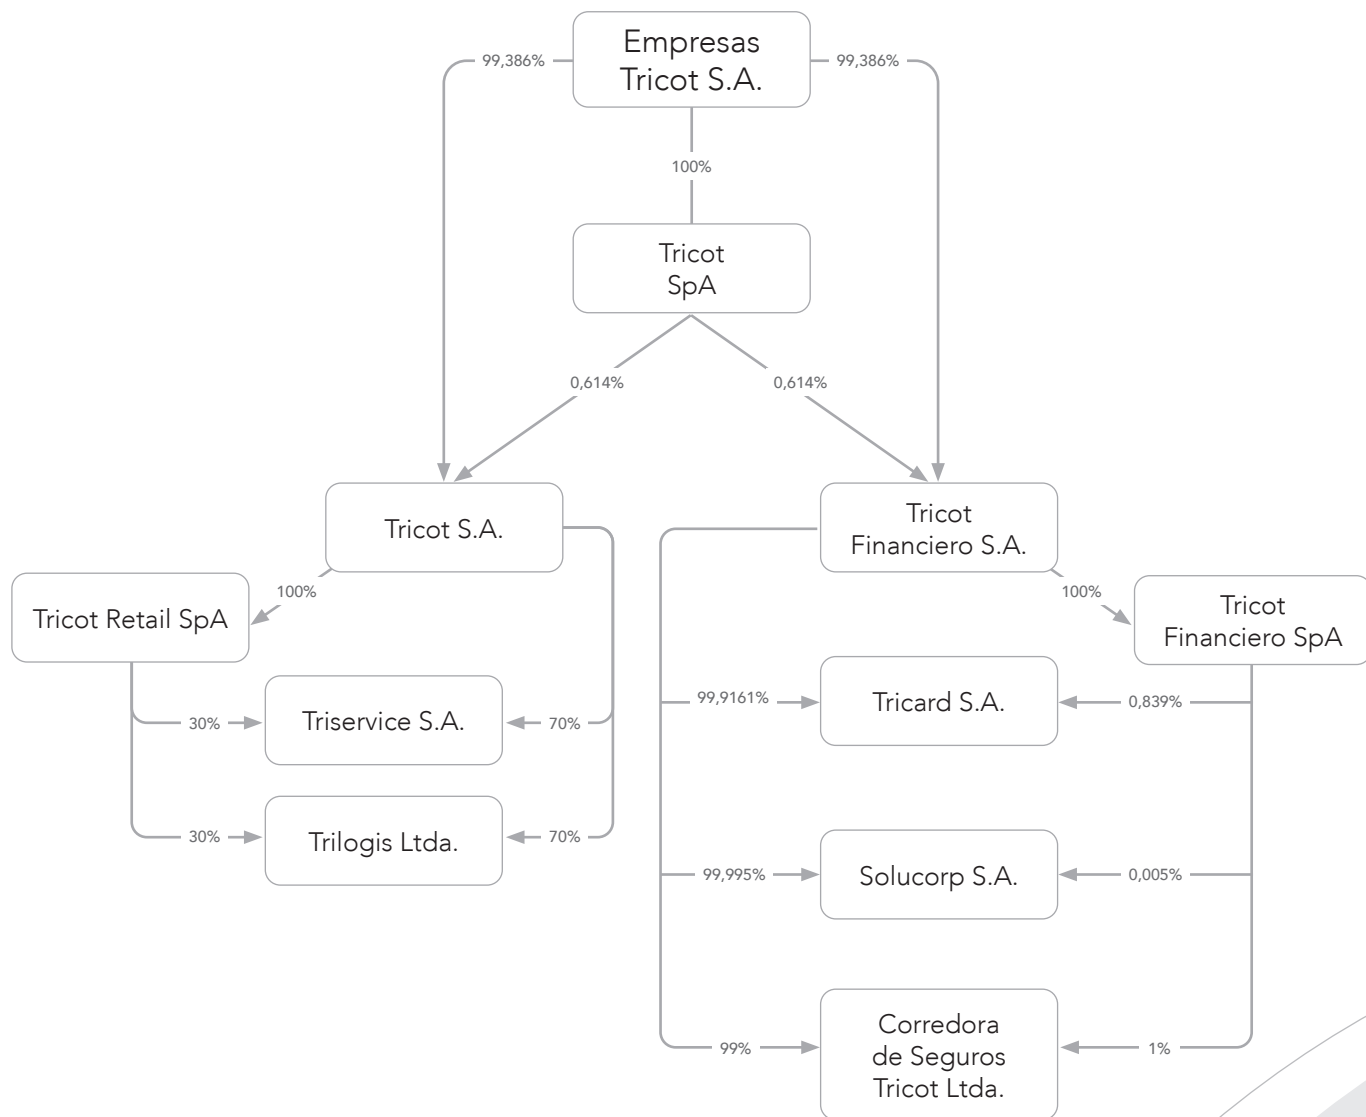 Empresas
Tricot S.A.
99,386%
99,386%
100%
Tricot
SpA
0,614%
0,614%
Tricot S.A.
Tricot
Financiero S.A.
100%
100%
Tricot Retail SpA
Tricot
Financiero SpA
30%
Triservice S.A.
70%
99,9161%
Tricard S.A.
0,839%
30%
Trilogis Ltda.
70%
99,995%
Solucorp S.A.
0,005%
99%
Corredora
de Seguros
Tricot Ltda.
1%